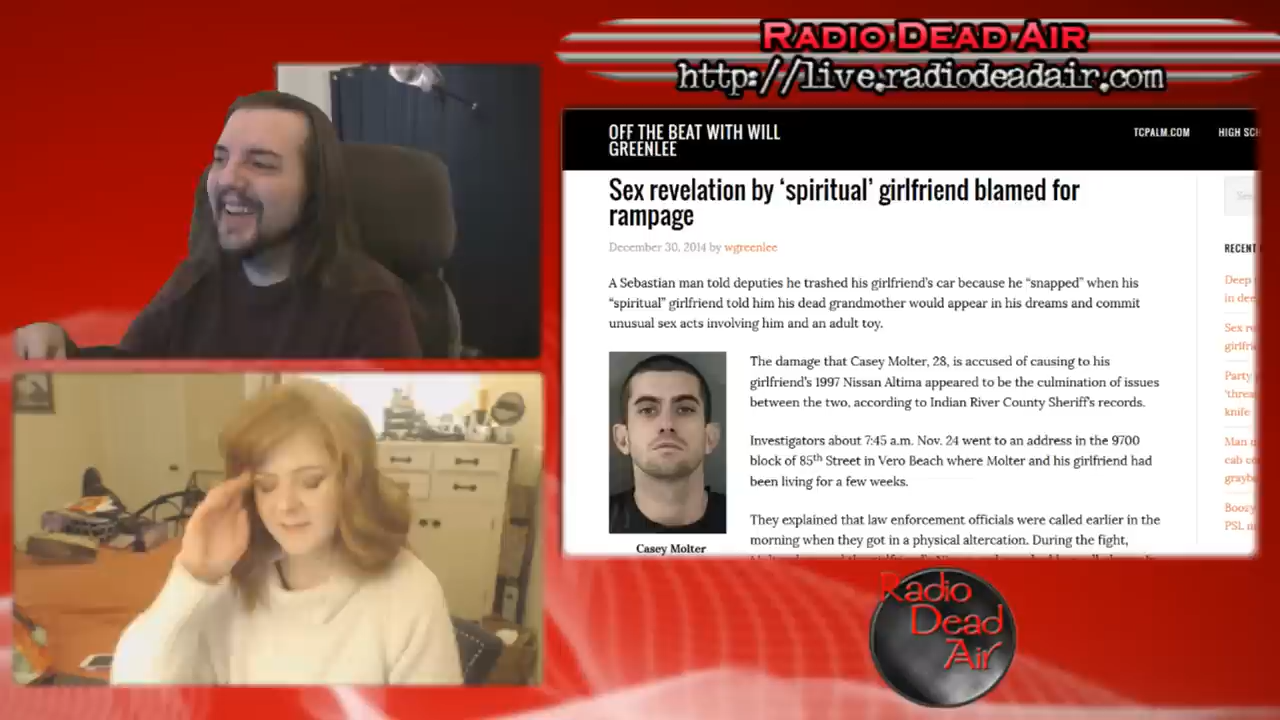 RADIO DEAD AIR
http://live.radiodeadair.com
OFF THE BEAT WITH WILL
GREENLEE
TCPALM.COM
HIGH SCH
Sex revelation by ‘spiritual’ girlfriend blamed for
rampage
December 30, 2014 by wgreenlee
A Sebastian man told deputies he trashed his girlfriend’s car because he “snapped” when his
“spiritual” girlfriend told him his dead grandmother would appear in his dreams and commit
unusual sex acts involving him and an adult toy.
The damage that Casey Molter, 28, is accused of causing to his
girlfriend’s 1997 Nissan Altima appeared to be the culmination of issues
between the two, according to Indian River County Sheriff’s records.
Investigators about 7:45 a.m. Nov. 24 went to an address in the 9700
block of 85th Street in Vero Beach where Molter and his girlfriend had
been living for a few weeks.
They explained that law enforcement officials were called earlier in the
morning when they got in a physical altercation. During the fight,
Casey Molter
RECENT
Deep
in dee
Sex re
girlfri
Party
‘threa
knife
Man
cab co
grayb
Boozy
PSL
Radio
Dead
Air